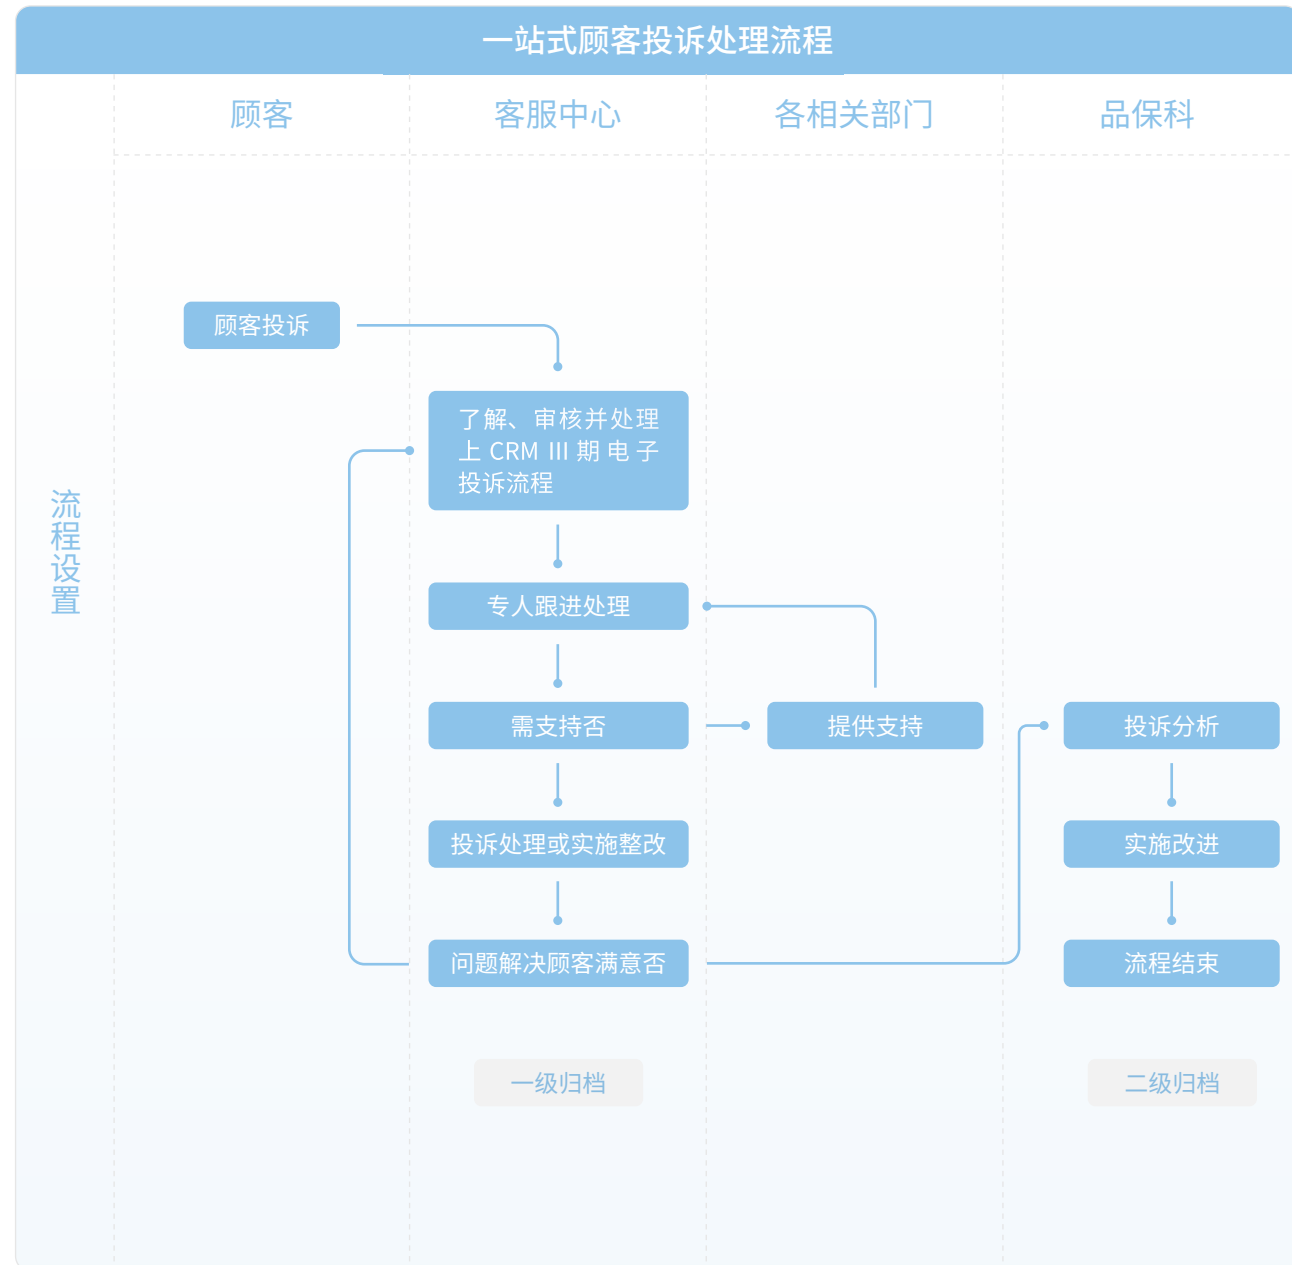 一站式顾客投诉处理流程
顾客
客服中心
各相关部门
品保科
流程设置
顾客投诉
了解、审核并处理
上 CRM III 期 电 子
投诉流程
专人跟进处理
需支持否
提供支持
投诉分析
投诉处理或实施整改
实施改进
问题解决顾客满意否
流程结束
一级归档
二级归档